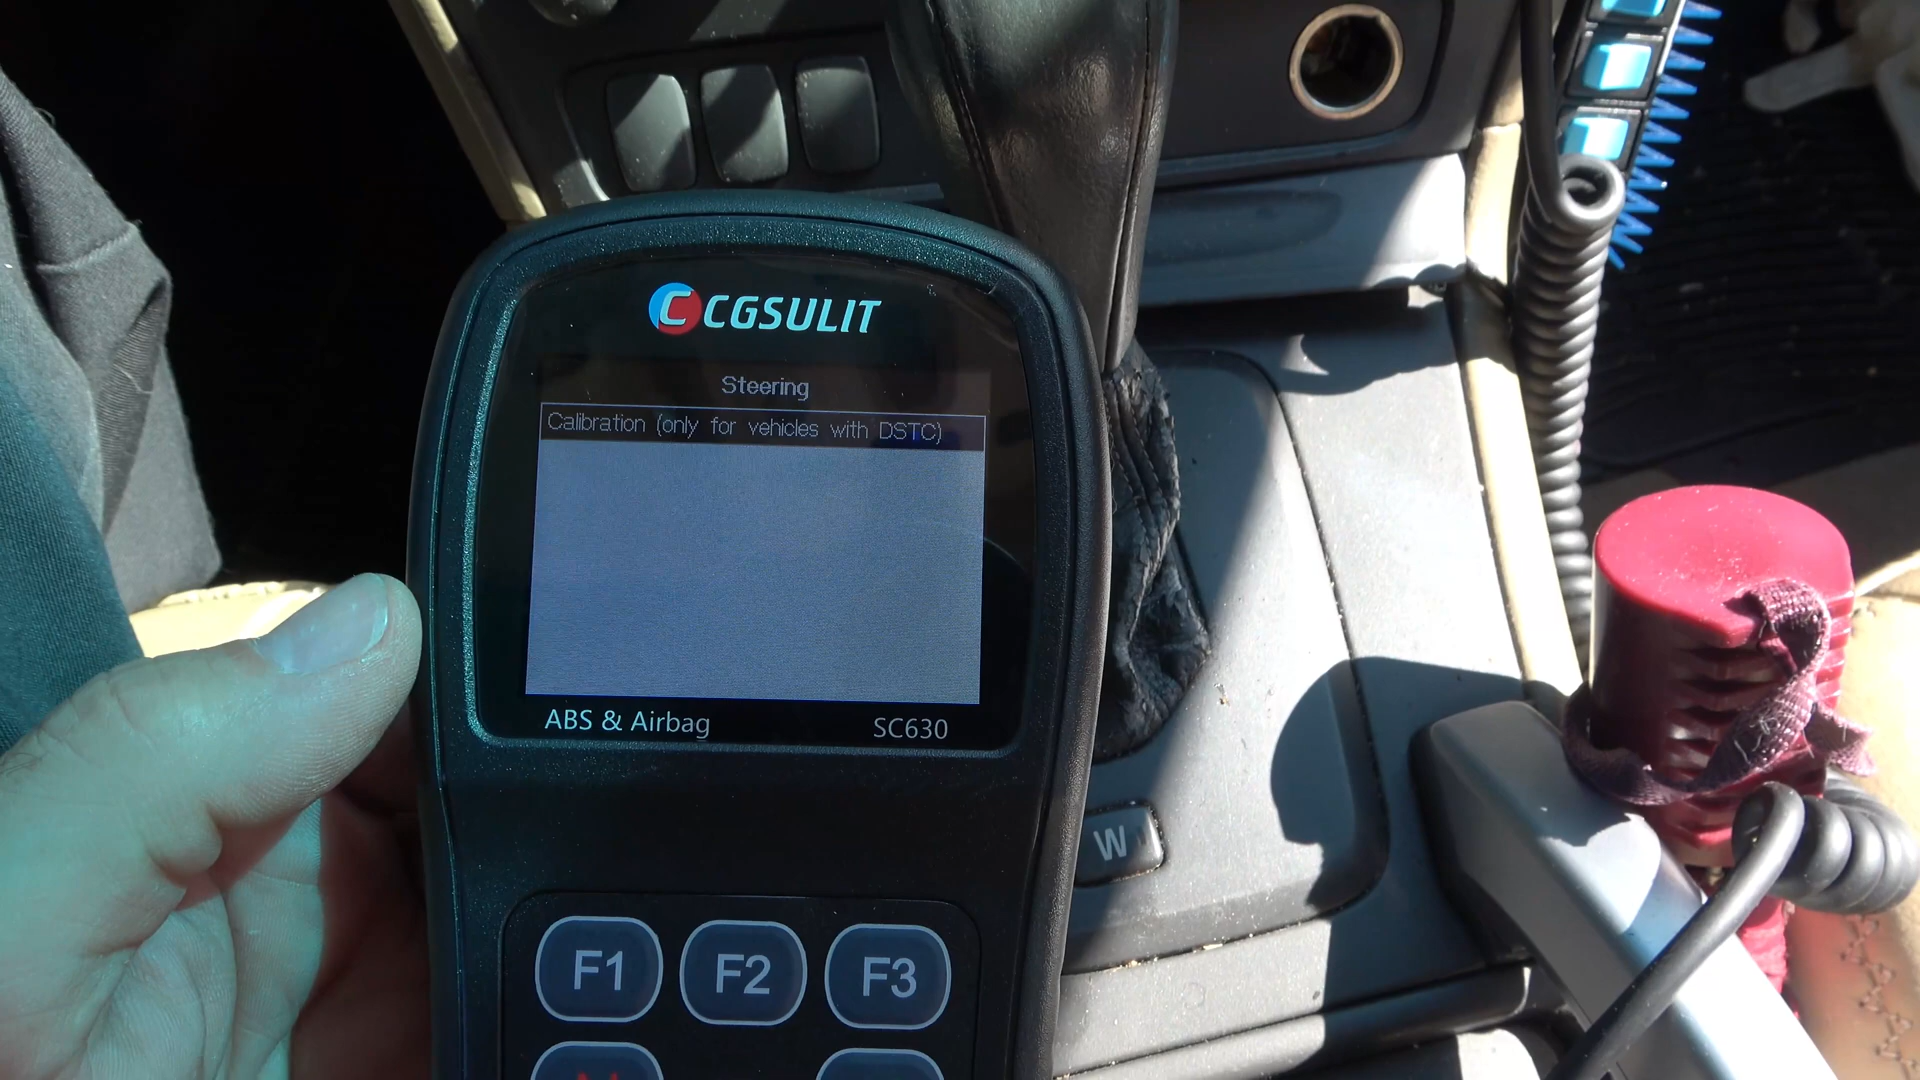 C CGSULIT
Steering
Calibration (only for vehicles with DSTC)
ABS & Airbag SC630
W
F1 F2 F3